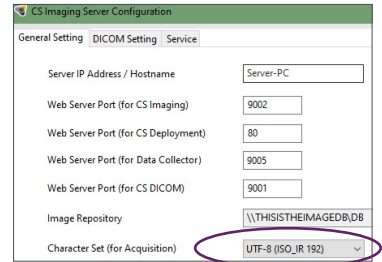 CS Imaging Server Configuration
General Setting DICOM Setting Service
Server IP Address / Hostname Server-PC
Web Server Port (for CS Imaging) 9002
Web Server Port (for CS Deployment) 80
Web Server Port (for Data Collector) 9005
Web Server Port (for CS DICOM) 9001
Image Repository \\THISISTHEIMAGEDB\DB
Character Set (for Acquisition) UTF-8 (ISO_IR 192)